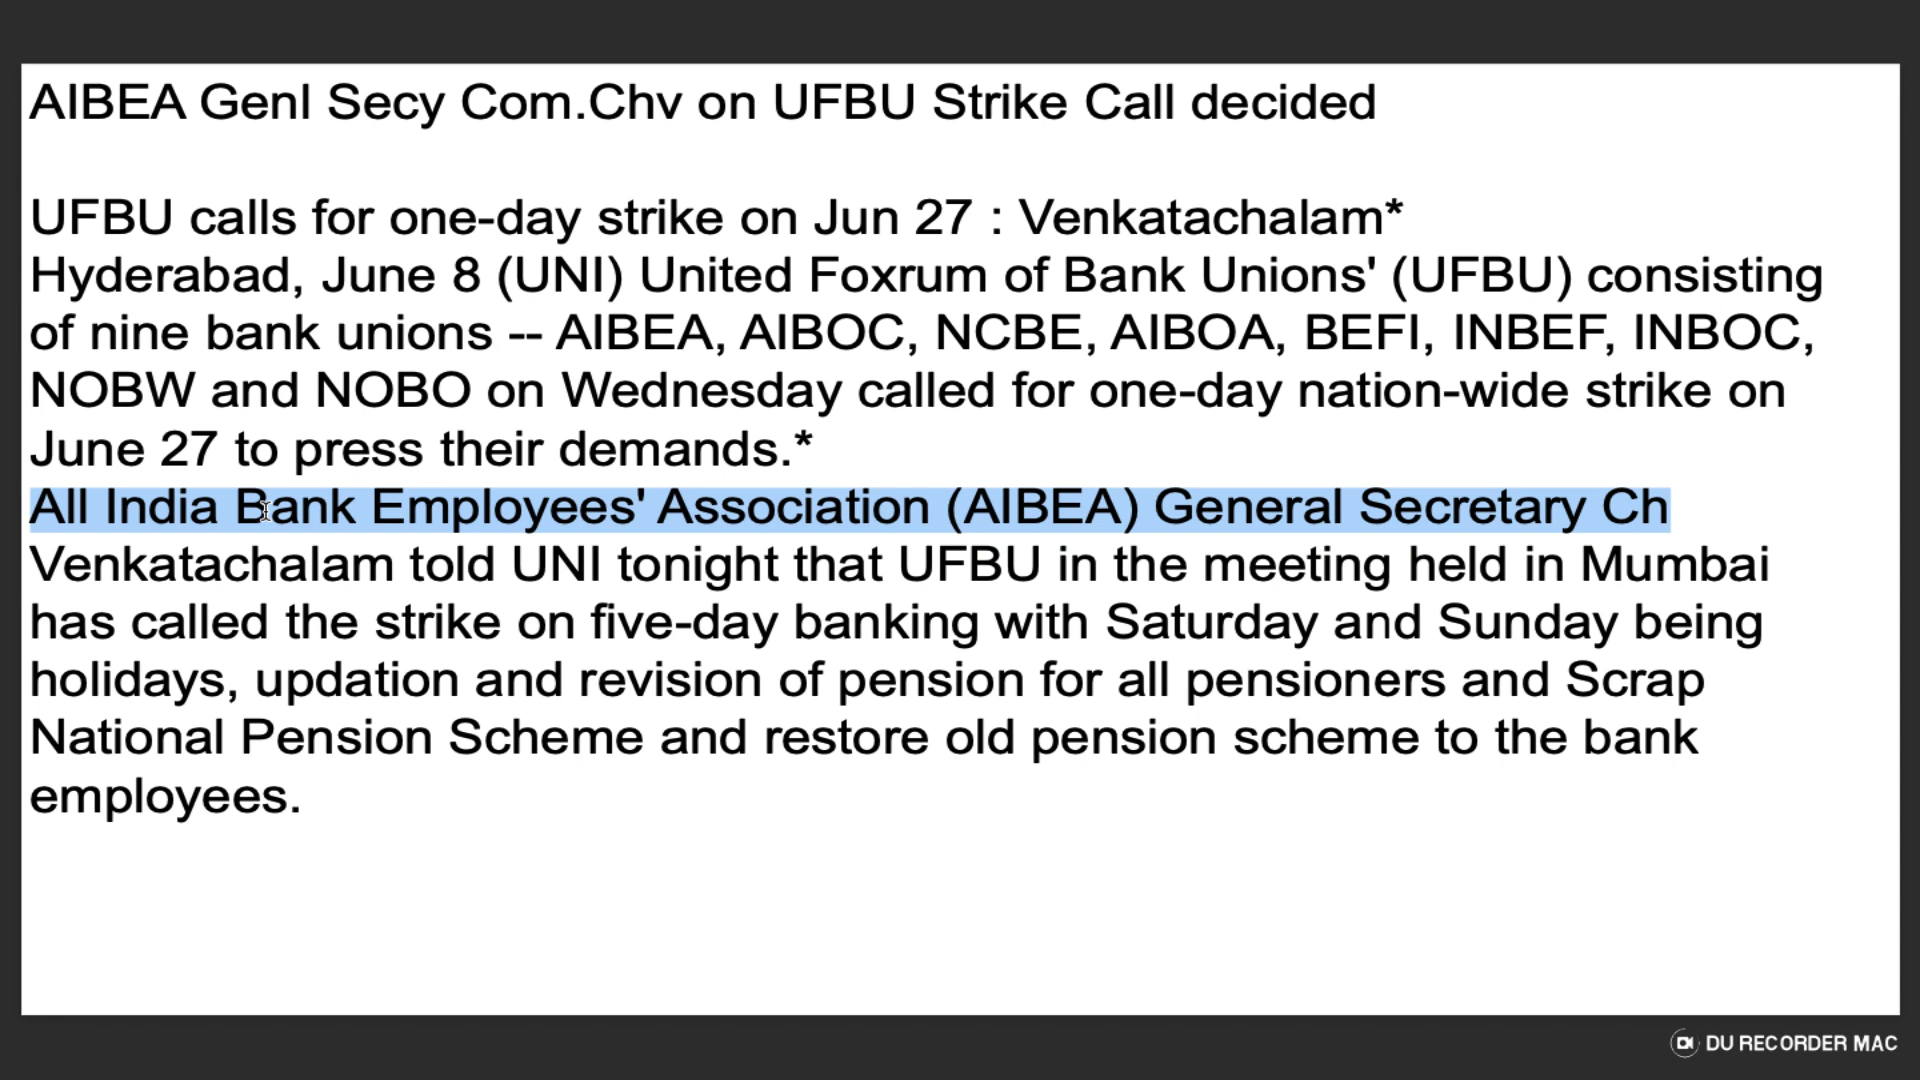 AIBEA Genl Secy Com.Chv on UFBU Strike Call decided
UFBU calls for one-day strike on Jun 27 : Venkatachalam*
Hyderabad, June 8 (UNI) United Foxrum of Bank Unions' (UFBU) consisting
of nine bank unions -- AIBEA, AIBOC, NCBE, AIBOA, BEFI, INBEF, INBOC,
NOBW and NOBO on Wednesday called for one-day nation-wide strike on
June 27 to press their demands.*
All India Bank Employees' Association (AIBEA) General Secretary Ch
Venkatachalam told UNI tonight that UFBU in the meeting held in Mumbai
has called the strike on five-day banking with Saturday and Sunday being
holidays, updation and revision of pension for all pensioners and Scrap
National Pension Scheme and restore old pension scheme to the bank
employees.
DU RECORDER MAC